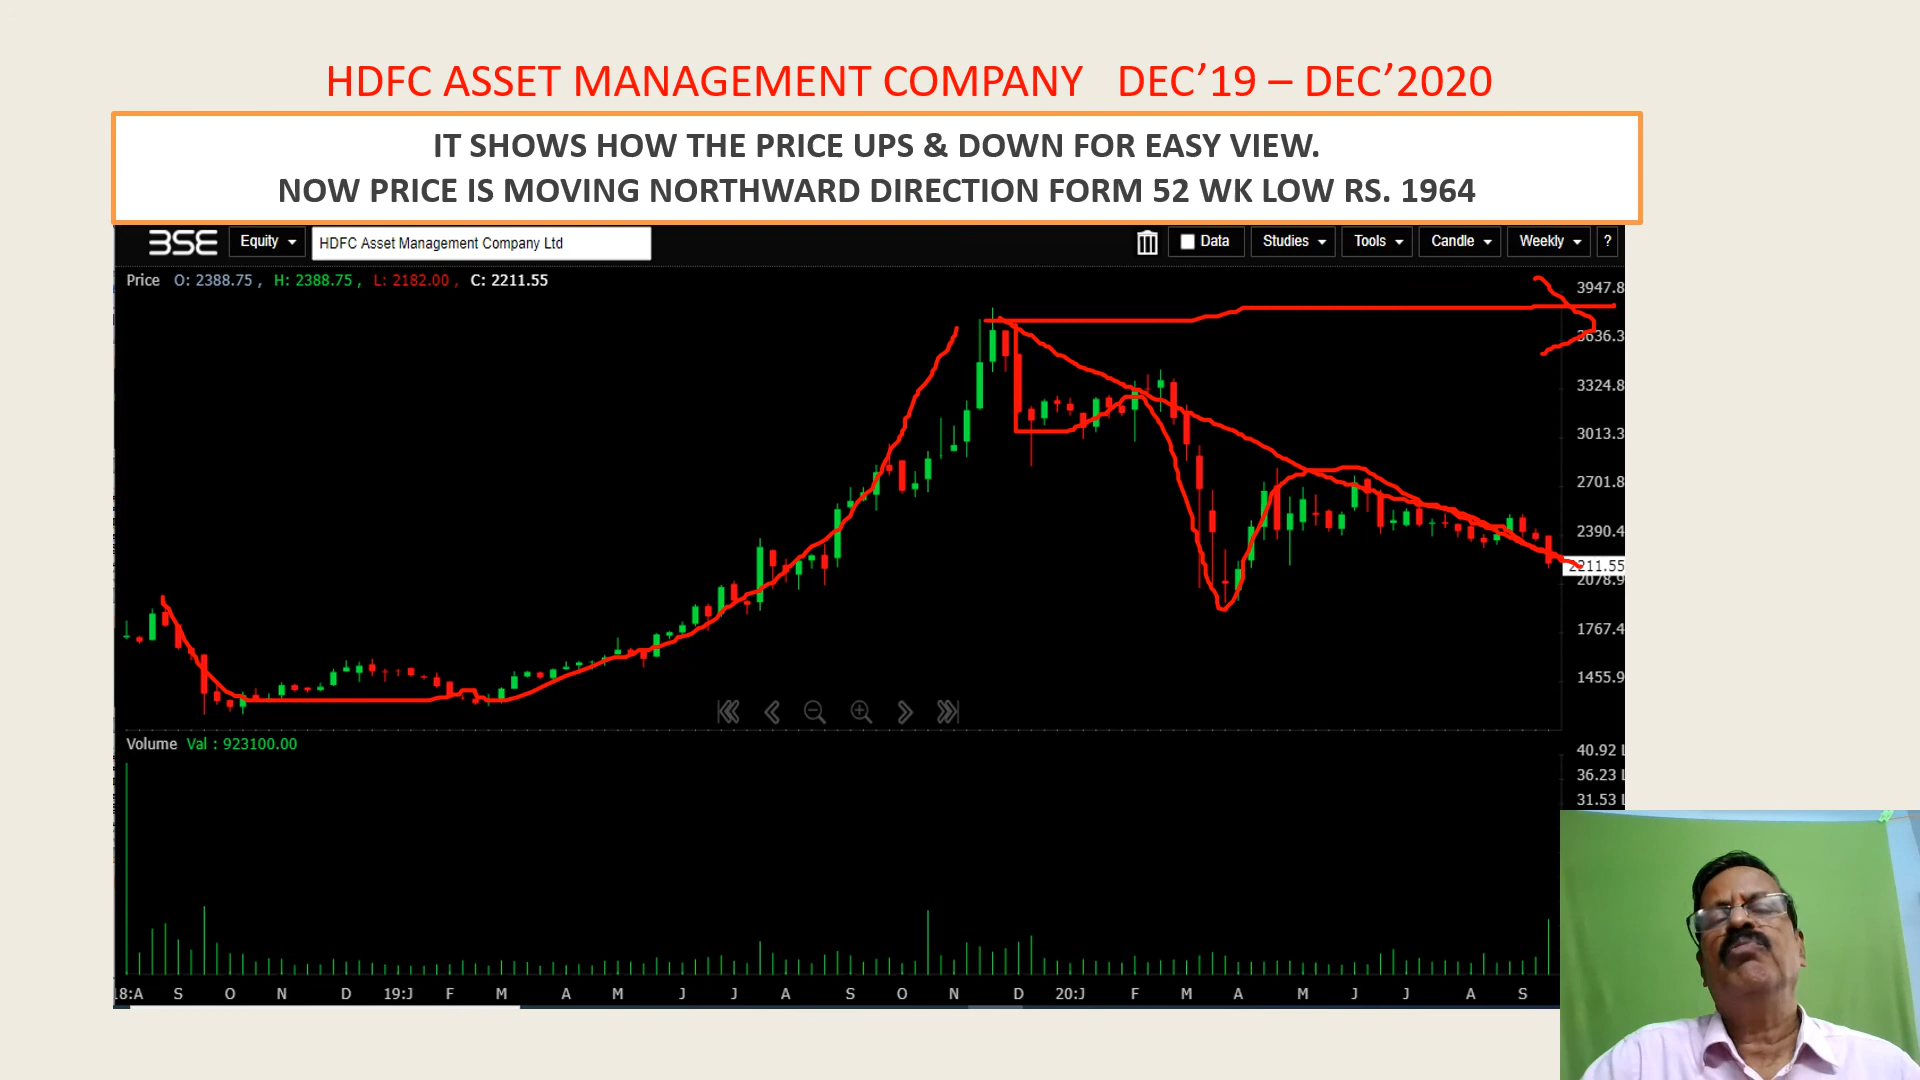 HDFC ASSET MANAGEMENT COMPANY DEC’19 – DEC’2020
IT SHOWS HOW THE PRICE UPS & DOWN FOR EASY VIEW.
NOW PRICE IS MOVING NORTHWARD DIRECTION FORM 52 WK LOW RS. 1964
BSE Equity HDFC Asset Management Company Ltd Data Studies Tools Candle Weekly ?
Price O: 2388.75 , H: 2388.75 , L: 2182.00 , C: 2211.55
3947.8
3636.3
3324.8
3013.3
2701.8
2390.4
2211.55
2078.9
1767.4
1455.9
Volume Val : 923100.00
40.92 L
36.23 L
31.53 L
18:A S O N D 19:J F M A M J J A S O N D 20:J F M A M J J A S